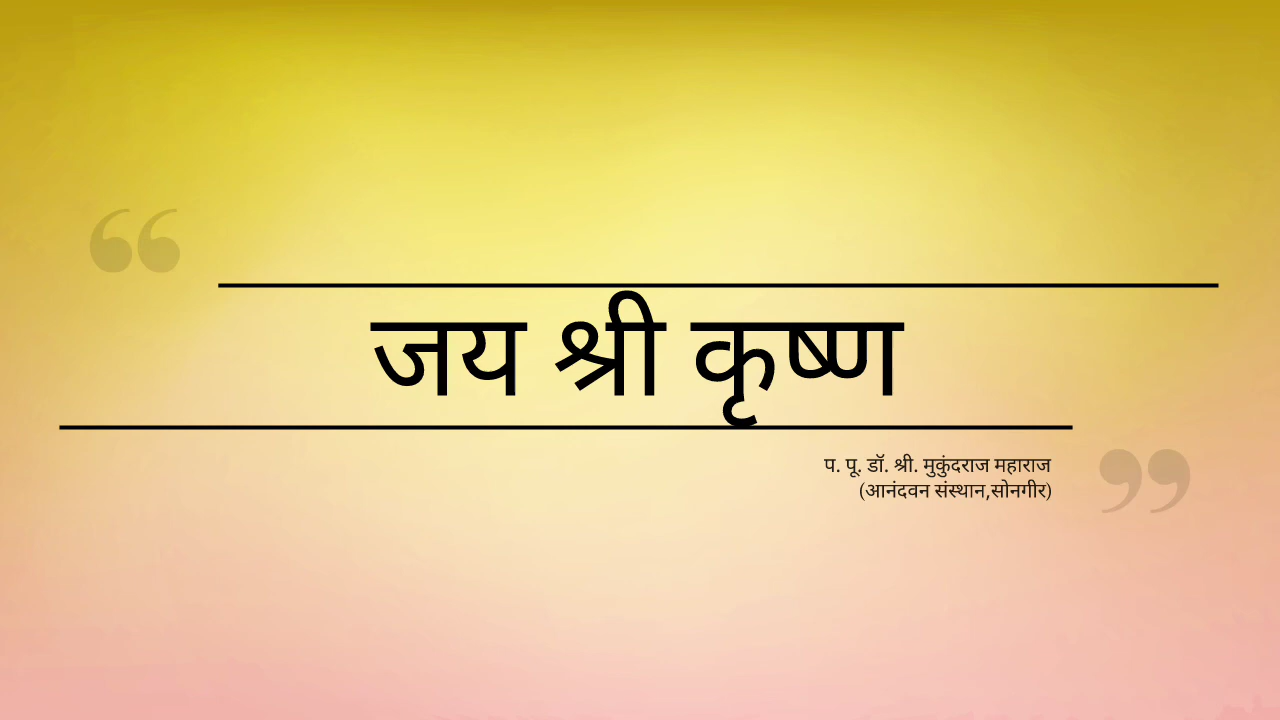 जय श्री कृष्ण
प. पू. डॉ. श्री. मुकुंदराज महाराज
(आनंदवन संस्थान,सोनगीर)